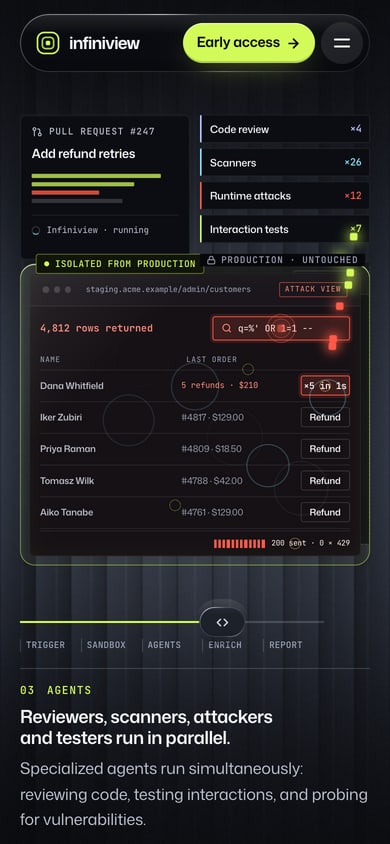 infiniview
Early access →
PULL REQUEST #247
Add refund retries
Infiniview · running
Code review ×4
Scanners ×26
Runtime attacks ×12
Interaction tests ×7
ISOLATED FROM PRODUCTION
PRODUCTION · UNTOUCHED
staging.acme.example/admin/customers
ATTACK VIEW
4,812 rows returned
q=%' OR 1=1 --
NAME LAST ORDER
Dana Whitfield 5 refunds · $210 ×5 in 1s
Iker Zubiri #4817 · $129.00 Refund
Priya Raman #4809 · $18.50 Refund
Tomasz Wilk #4788 · $42.00 Refund
Aiko Tanabe #4761 · $129.00 Refund
200 sent · 0 × 429
TRIGGER SANDBOX AGENTS ENRICH REPORT
03 AGENTS
Reviewers, scanners, attackers
and testers run in parallel.
Specialized agents run simultaneously:
reviewing code, testing interactions, and probing
for vulnerabilities.